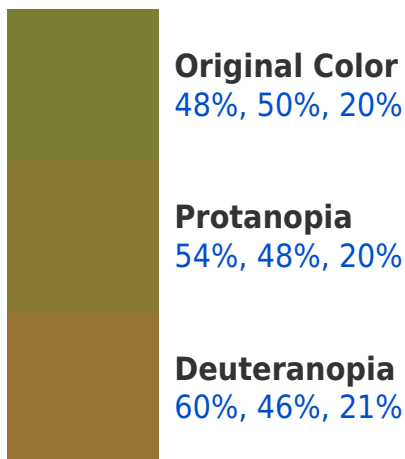 Original Color
48%, 50%, 20%
Protanopia
54%, 48%, 20%
Deuteranopia
60%, 46%, 21%